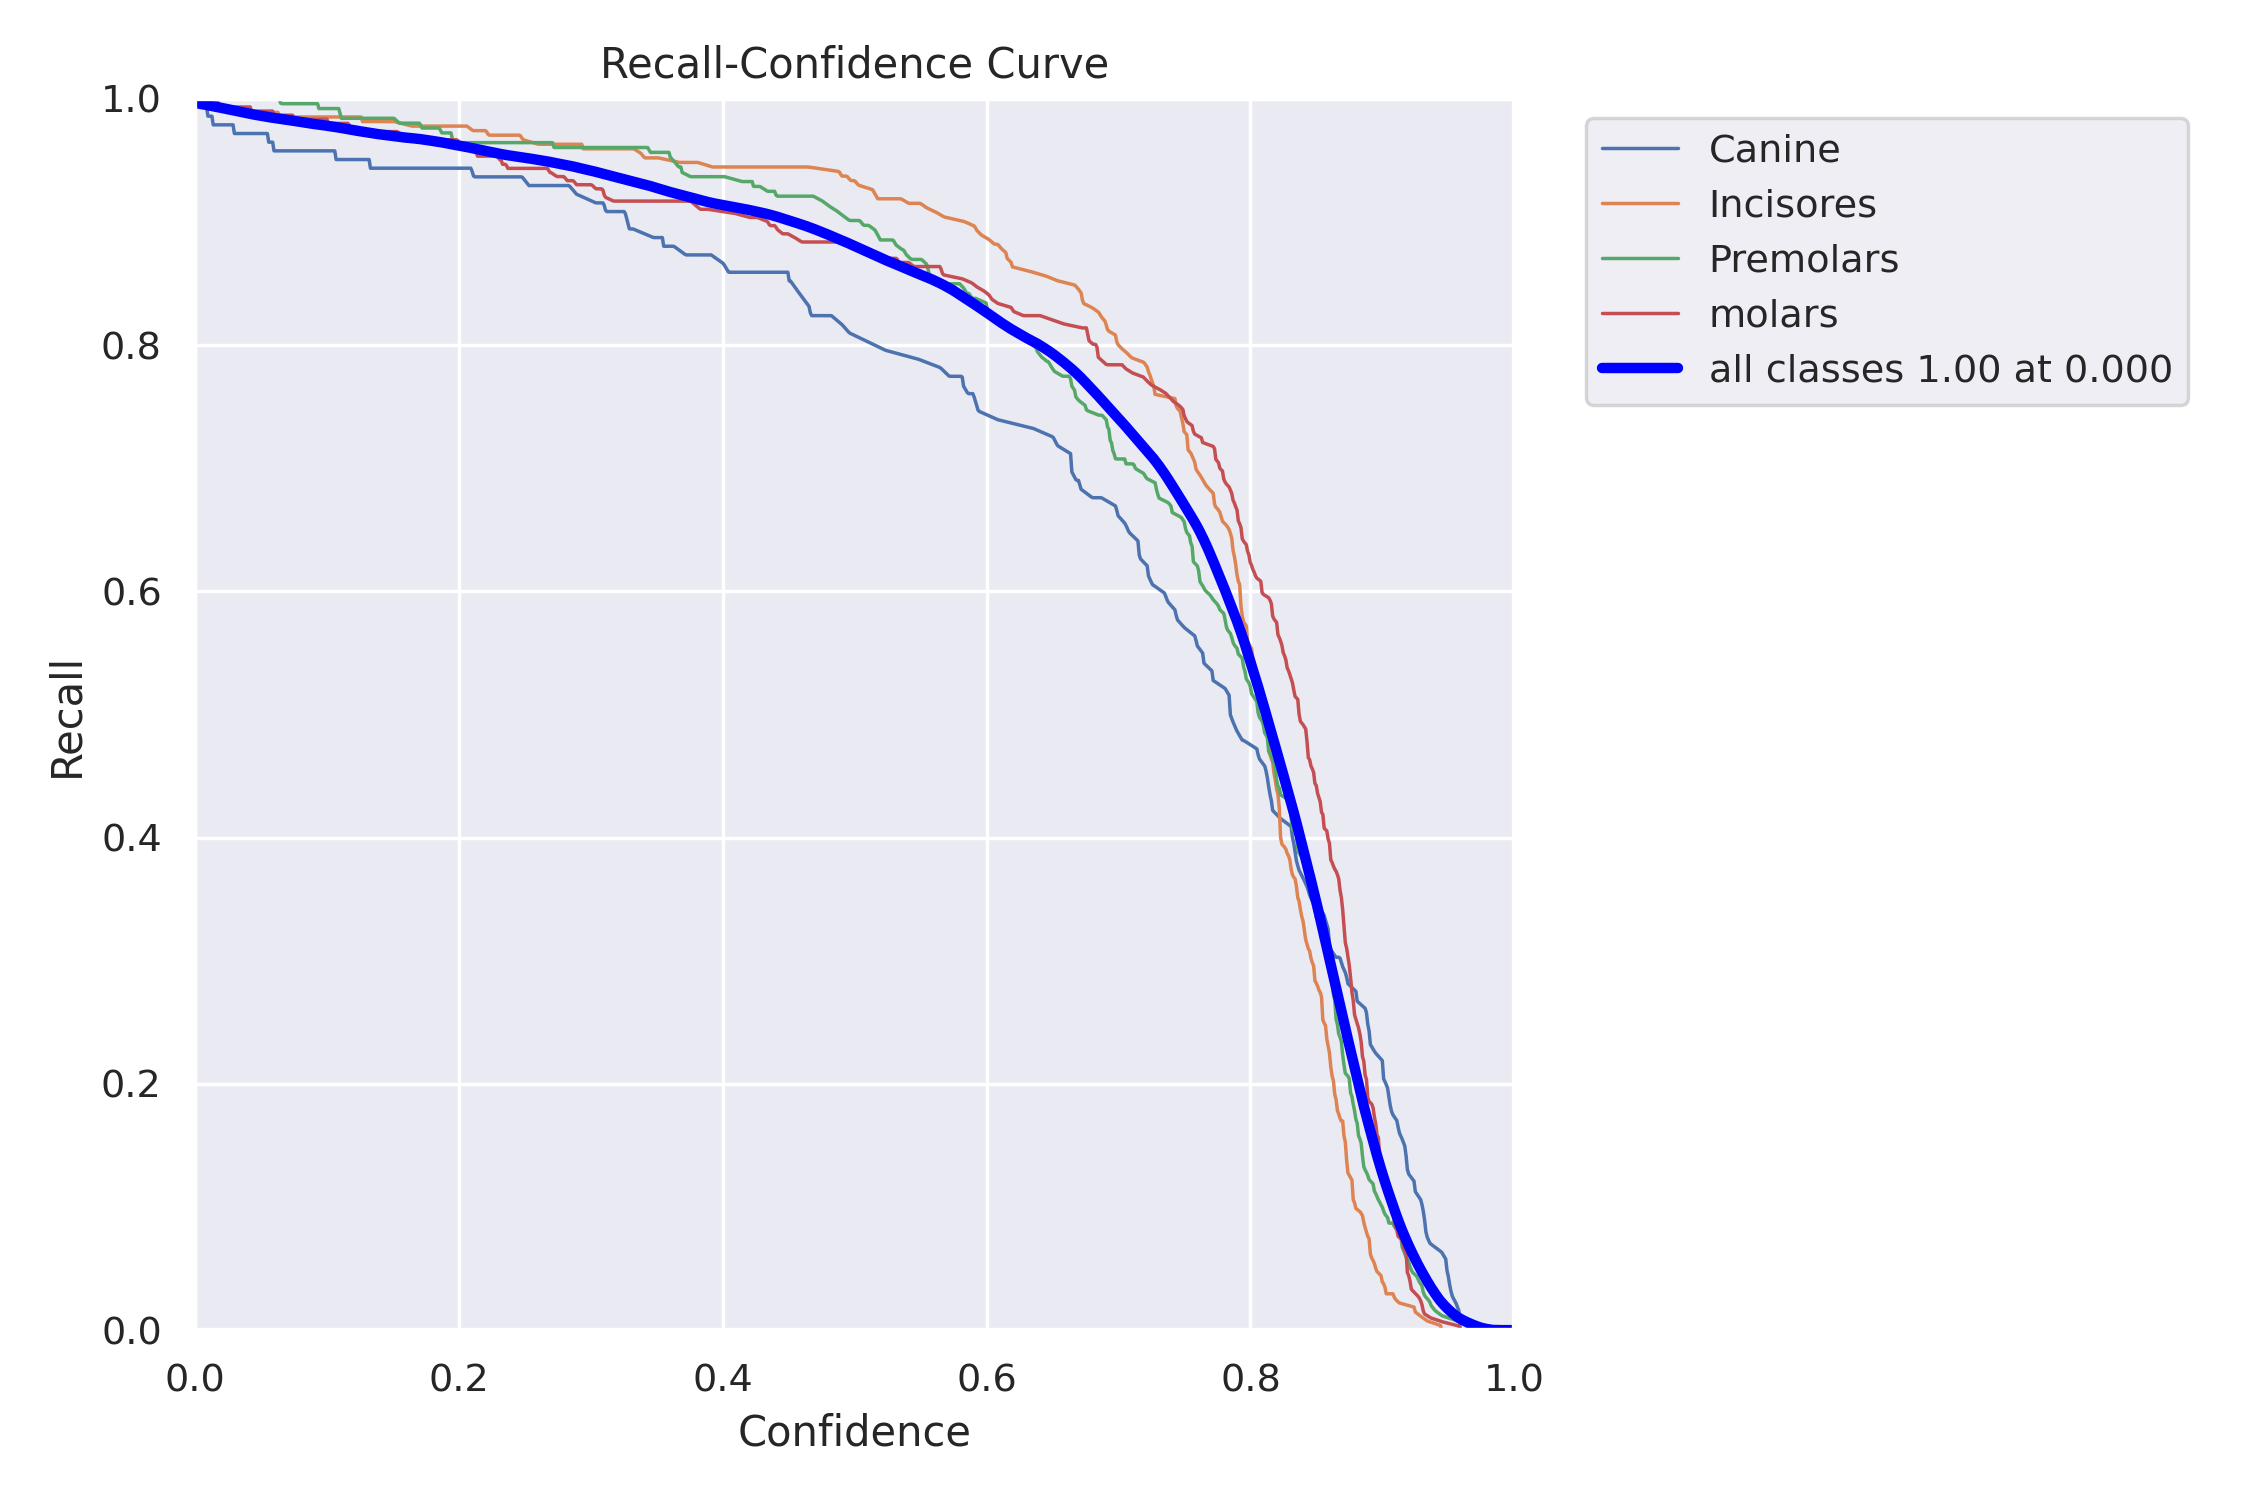 Recall-Confidence Curve
1.0
0.8
0.6
0.4
0.2
0.0
Recall
0.0 0.2 0.4 0.6 0.8 1.0
Confidence
Canine
Incisores
Premolars
molars
all classes 1.00 at 0.000